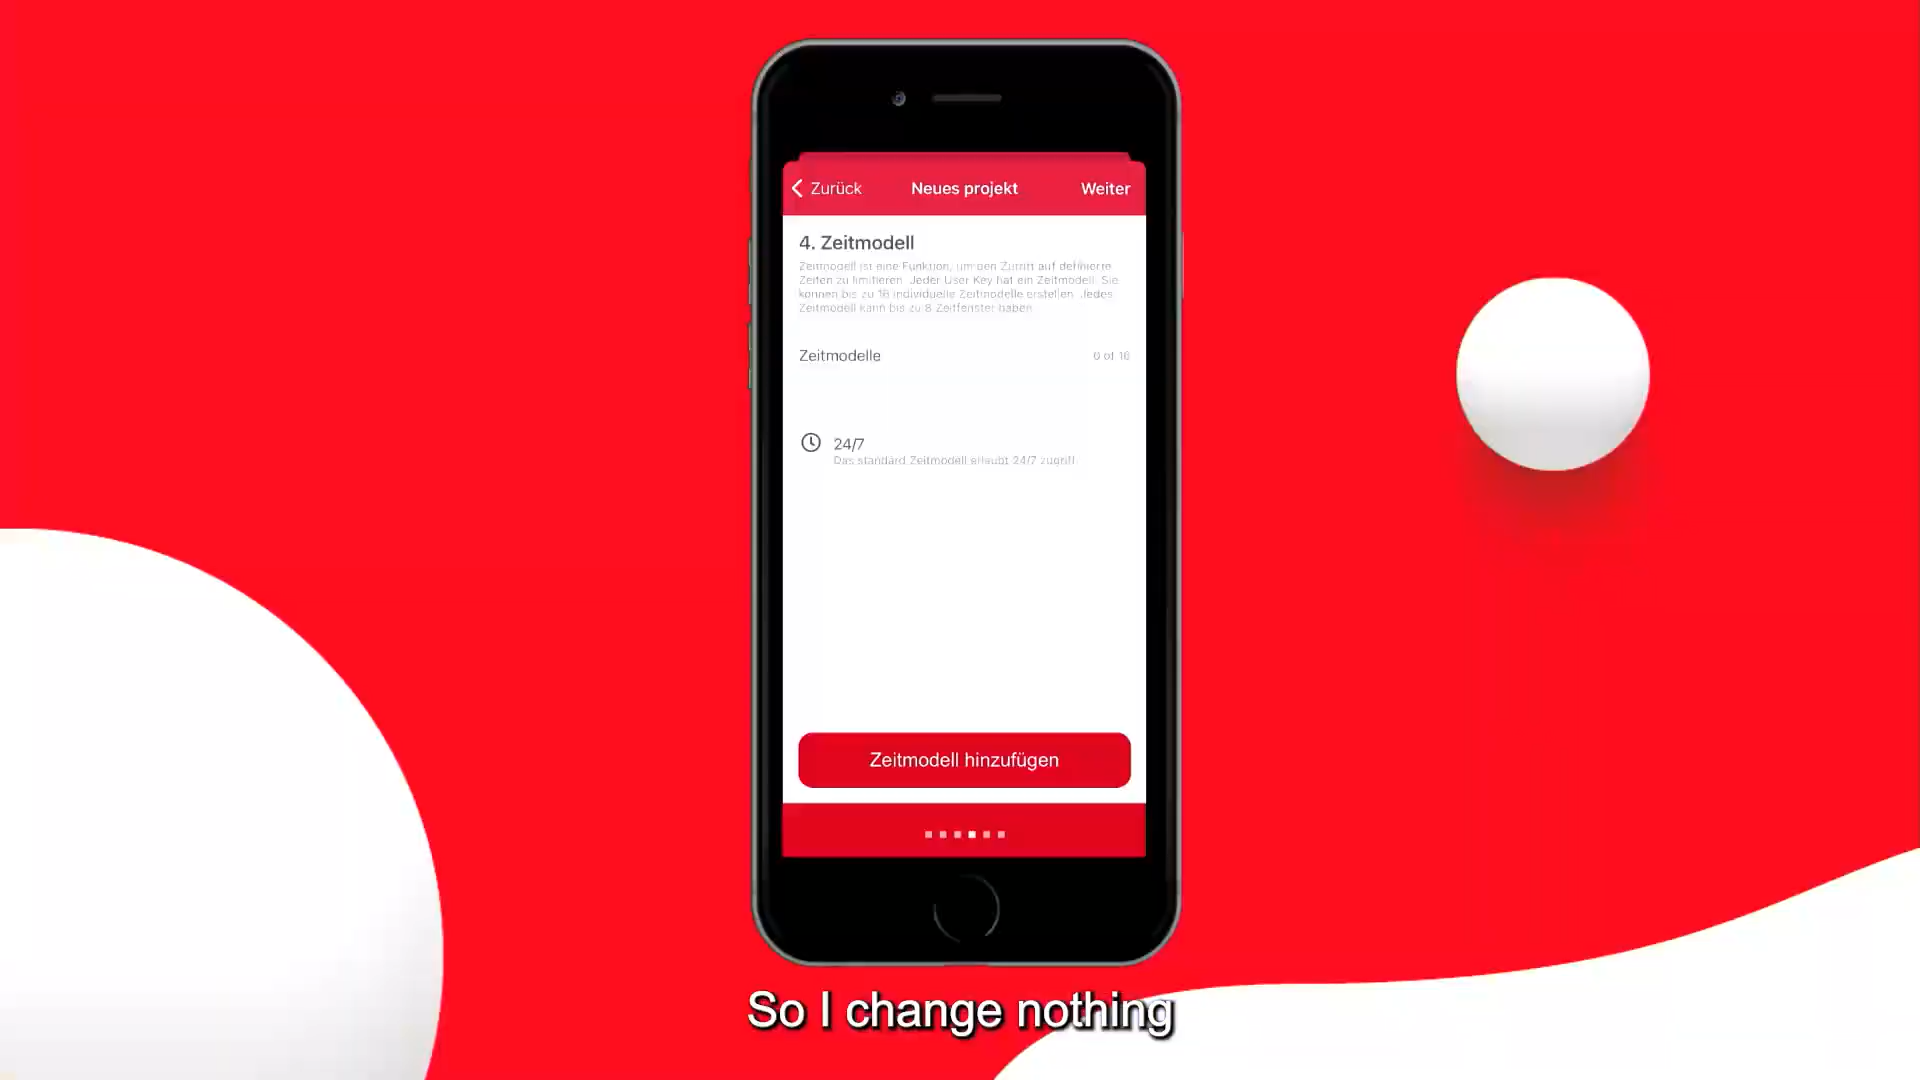 Zurück Neues projekt Weiter
4. Zeitmodell
Zeitmodell ist eine Funktion, um den Zutritt auf definierte
Zeiten zu limitieren. Jeder User Key hat ein Zeitmodell. Sie
können bis zu 16 individuelle Zeitmodelle erstellen. Jedes
Zeitmodell kann bis zu 8 Zeitfenster haben.
Zeitmodelle 0 of 16
24/7
Das standard Zeitmodell erlaubt 24/7 zugriff.
Zeitmodell hinzufügen
So I change nothing